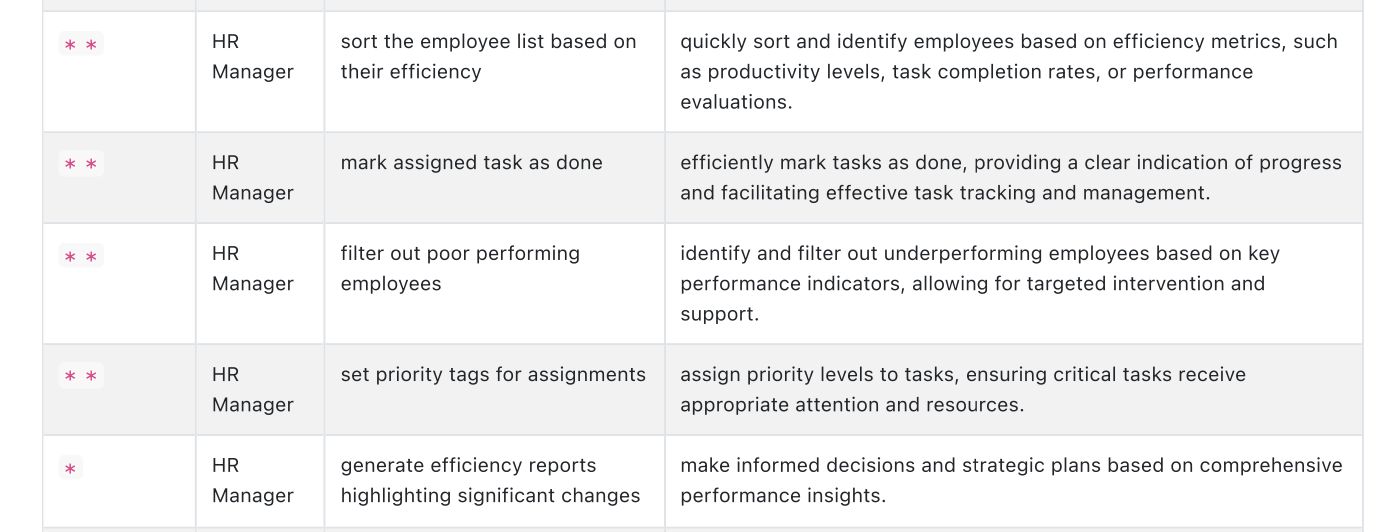 * *
HR
Manager
sort the employee list based on
their efficiency
quickly sort and identify employees based on efficiency metrics, such
as productivity levels, task completion rates, or performance
evaluations.
* *
HR
Manager
mark assigned task as done
efficiently mark tasks as done, providing a clear indication of progress
and facilitating effective task tracking and management.
* *
HR
Manager
filter out poor performing
employees
identify and filter out underperforming employees based on key
performance indicators, allowing for targeted intervention and
support.
* *
HR
Manager
set priority tags for assignments
assign priority levels to tasks, ensuring critical tasks receive
appropriate attention and resources.
*
HR
Manager
generate efficiency reports
highlighting significant changes
make informed decisions and strategic plans based on comprehensive
performance insights.